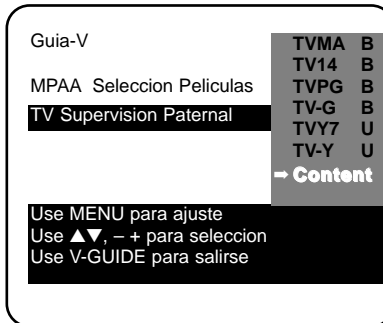 Guia-V
MPAA Seleccion Peliculas
TV Supervision Paternal
TVMA B
TV14 B
TVPG B
TV-G B
TVY7 U
TV-Y U
➡ Content
Use MENU para ajuste
Use ▲▼, – + para seleccion
Use V-GUIDE para salirse